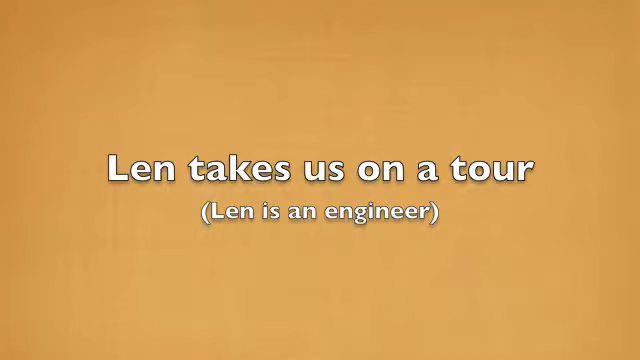 Len takes us on a tour
(Len is an engineer)